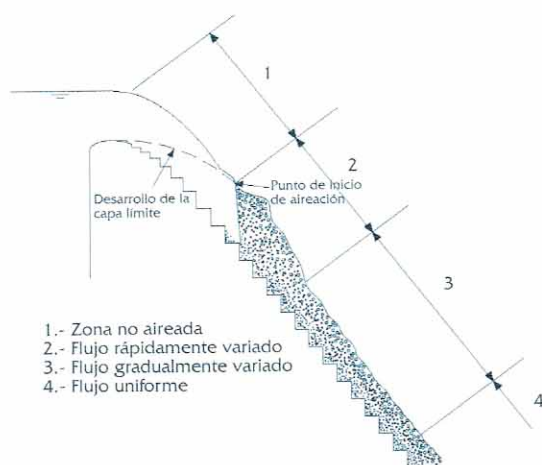 1
2
Punto de inicio
de aireación
Desarrollo de la
capa límite
3
1.- Zona no aireada
2.- Flujo rápidamente variado
3.- Flujo gradualmente variado
4.- Flujo uniforme
4